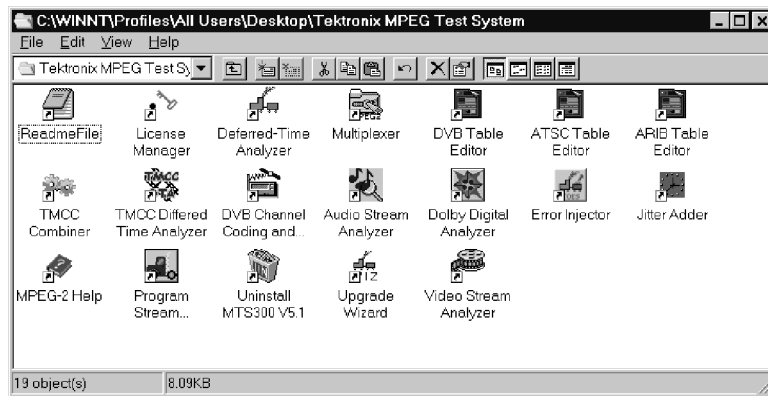 C:\WINNT\Profiles\All Users\Desktop\Tektronix MPEG Test System
File Edit View Help
Tektronix MPEG Test Sy
ReadmeFile
License
Manager
Deferred-Time
Analyzer
Multiplexer
DVB Table
Editor
ATSC Table
Editor
ARIB Table
Editor
TMCC
Combiner
TMCC Differed
Time Analyzer
DVB Channel
Coding and...
Audio Stream
Analyzer
Dolby Digital
Analyzer
Error Injector
Jitter Adder
MPEG-2 Help
Program
Stream...
Uninstall
MTS300 V5.1
Upgrade
Wizard
Video Stream
Analyzer
19 object(s) 8.09KB